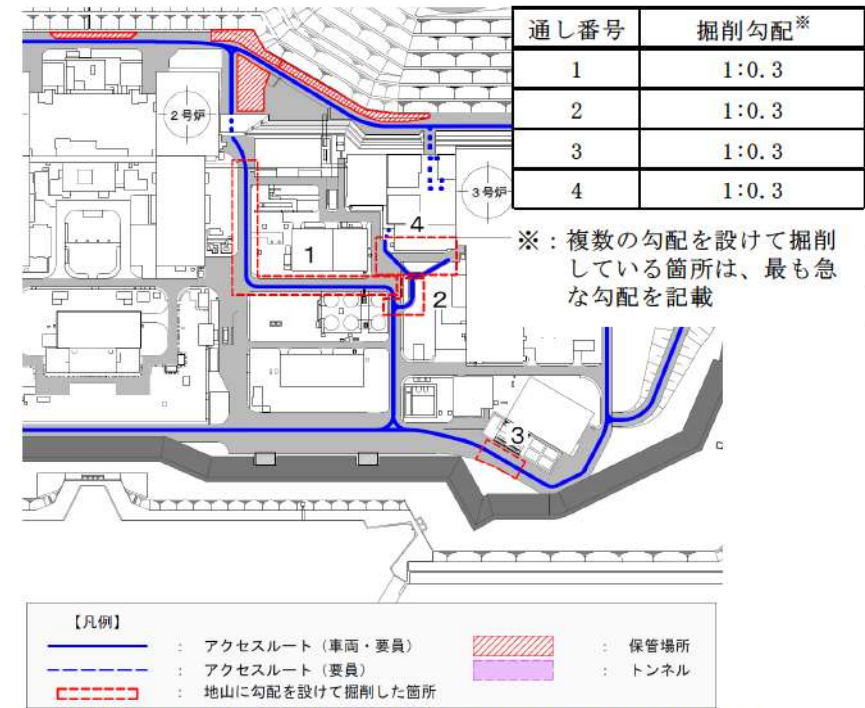 通し番号 掘削勾配※
1 1:0.3
2 1:0.3
3 1:0.3
4 1:0.3
※：複数の勾配を設けて掘削
している箇所は、最も急
な勾配を記載
2号炉
3号炉
4
1
2
3
【凡例】
： アクセスルート（車両・要員）
： 保管場所
： アクセスルート（要員）
： トンネル
： 地山に勾配を設けて掘削した箇所